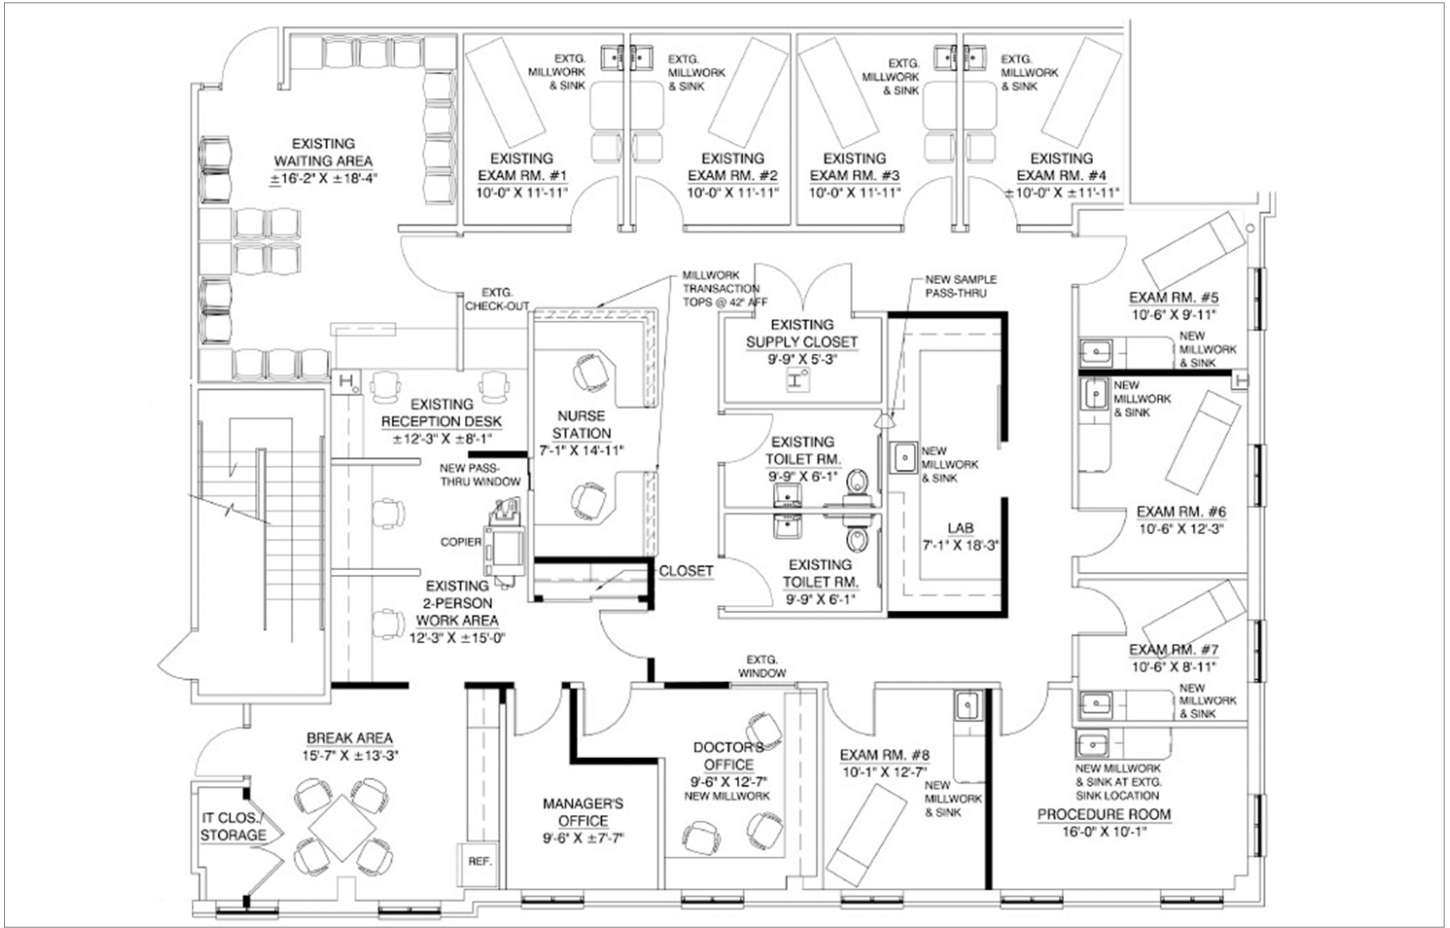 EXISTING
WAITING AREA
±16'-2" X ±18'-4"
EXTG.
MILLWORK
& SINK
EXISTING
EXAM RM. #1
10'-0" X 11'-11"
EXTG.
MILLWORK
& SINK
EXISTING
EXAM RM. #2
10'-0" X 11'-11"
EXTG.
MILLWORK
& SINK
EXISTING
EXAM RM. #3
10'-0" X 11'-11"
EXTG.
MILLWORK
& SINK
EXISTING
EXAM RM. #4
±10'-0" X ±11'-11"
EXTG.
CHECK-OUT
MILLWORK
TRANSACTION
TOPS @ 42" AFF
NEW SAMPLE
PASS-THRU
EXAM RM. #5
10'-6" X 9'-11"
NEW
MILLWORK
& SINK
EXISTING
SUPPLY CLOSET
9'-9" X 5'-3"
H
H
H
EXISTING
RECEPTION DESK
±12'-3" X ±8'-1"
NURSE
STATION
7'-1" X 14'-11"
NEW PASS-
THRU WINDOW
EXISTING
TOILET RM.
9'-9" X 6'-1"
NEW
MILLWORK
& SINK
NEW
MILLWORK
& SINK
EXAM RM. #6
10'-6" X 12'-3"
COPIER
LAB
7'-1" X 18'-3"
CLOSET
EXISTING
TOILET RM.
9'-9" X 6'-1"
EXISTING
2-PERSON
WORK AREA
12'-3" X ±15'-0"
EXAM RM. #7
10'-6" X 8'-11"
NEW
MILLWORK
& SINK
EXTG.
WINDOW
BREAK AREA
15'-7" X ±13'-3"
DOCTOR'S
OFFICE
9'-6" X 12'-7"
NEW MILLWORK
EXAM RM. #8
10'-1" X 12'-7"
NEW
MILLWORK
& SINK
NEW MILLWORK
& SINK AT EXTG.
SINK LOCATION
PROCEDURE ROOM
16'-0" X 10'-1"
IT CLOS./
STORAGE
MANAGER'S
OFFICE
9'-6" X ±7'-7"
REF.